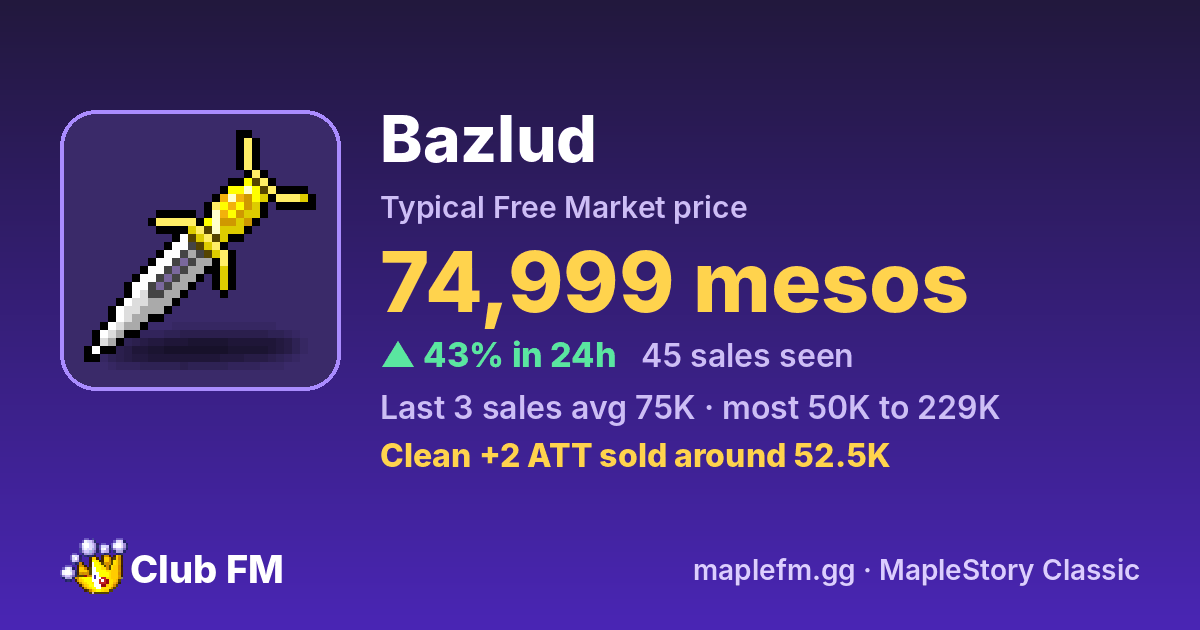 Bazlud
Typical Free Market price
74,999 mesos
▲ 43% in 24h 45 sales seen
Last 3 sales avg 75K · most 50K to 229K
Clean +2 ATT sold around 52.5K
Club FM
maplefm.gg · MapleStory Classic